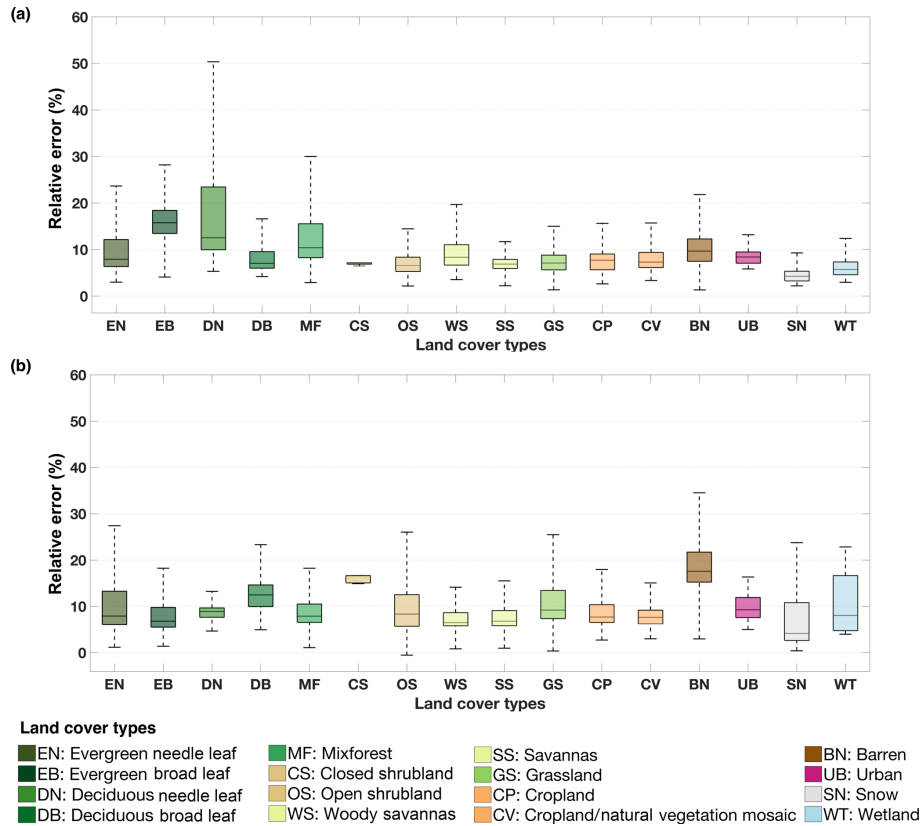 (a)
60
50
40
30
20
10
0
Relative error (%)
EN EB DN DB MF CS OS WS SS GS CP CV BN UB SN WT
Land cover types
(b)
60
50
40
30
20
10
0
Relative error (%)
EN EB DN DB MF CS OS WS SS GS CP CV BN UB SN WT
Land cover types
Land cover types
EN: Evergreen needle leaf
EB: Evergreen broad leaf
DN: Deciduous needle leaf
DB: Deciduous broad leaf
MF: Mixforest
CS: Closed shrubland
OS: Open shrubland
WS: Woody savannas
SS: Savannas
GS: Grassland
CP: Cropland
CV: Cropland/natural vegetation mosaic
BN: Barren
UB: Urban
SN: Snow
WT: Wetland